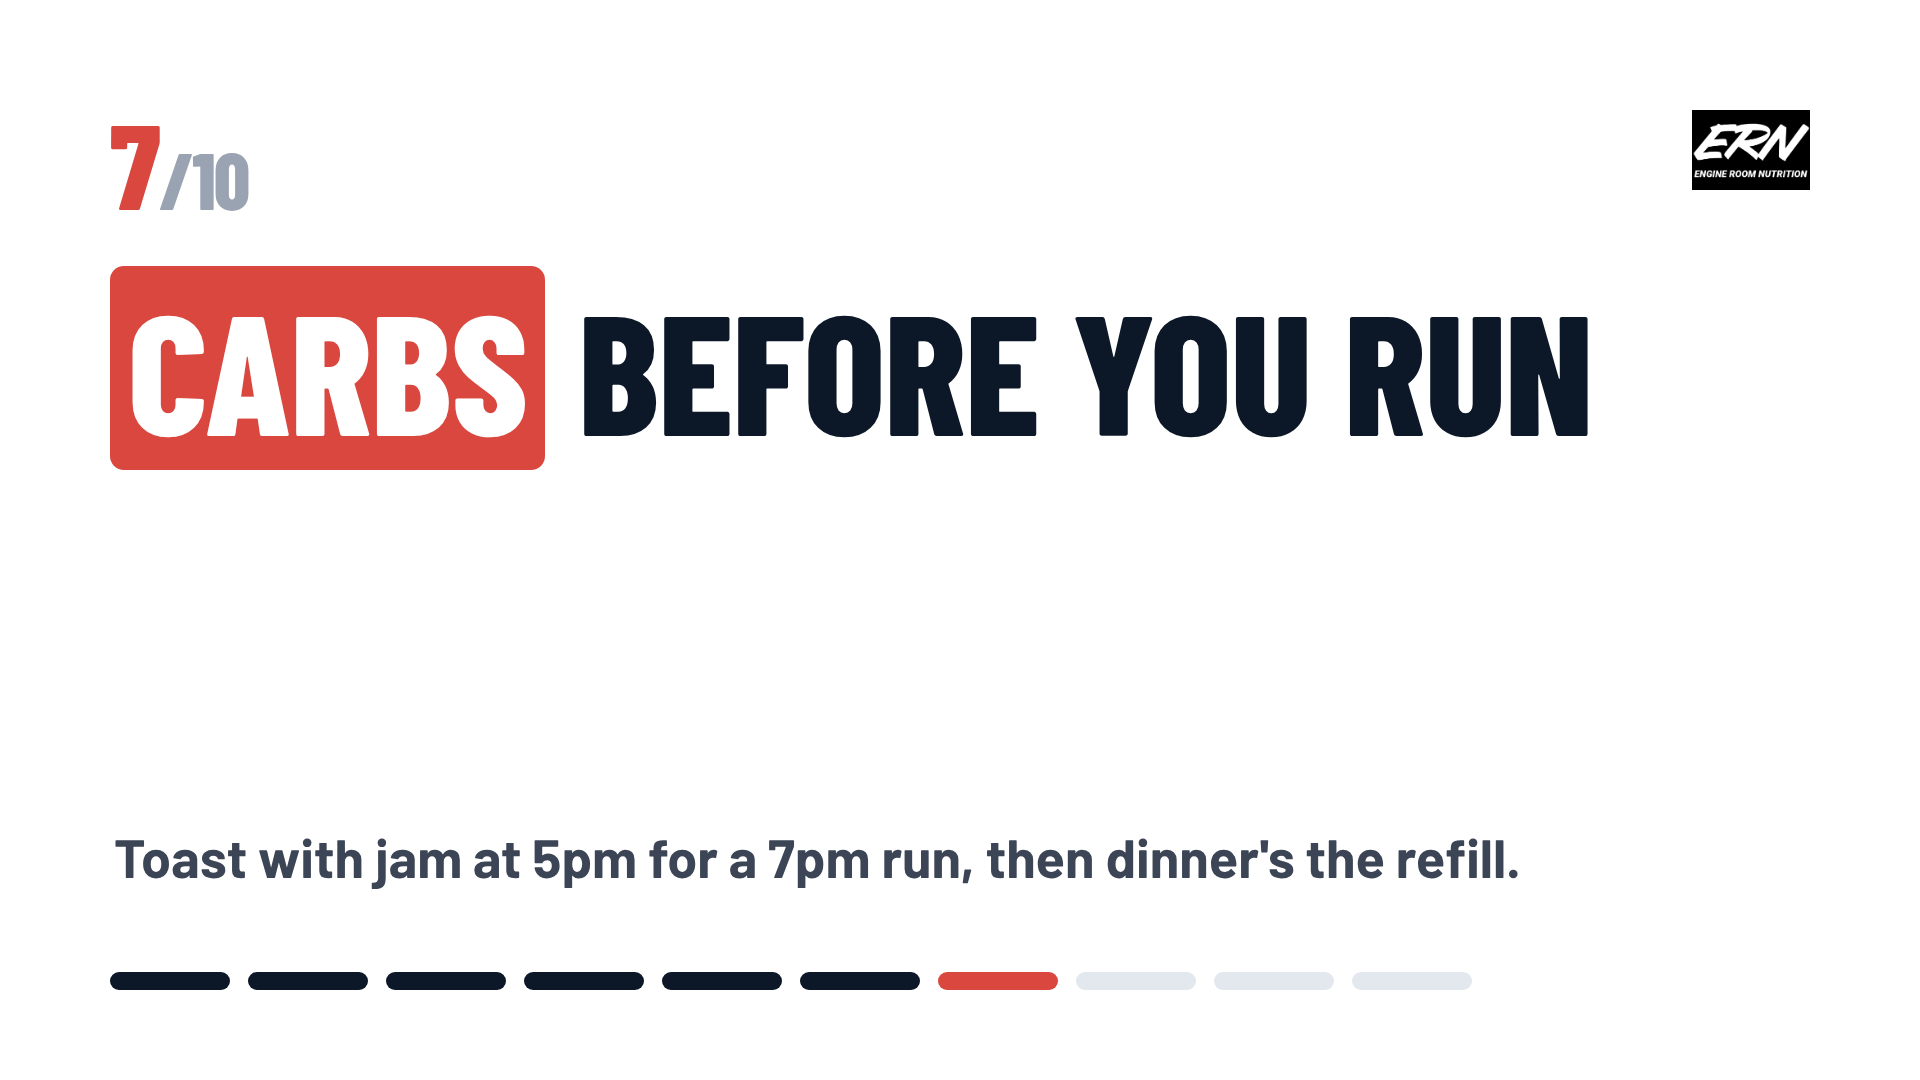 7/10
ERN
ENGINE ROOM NUTRITION
CARBS BEFORE YOU RUN
Toast with jam at 5pm for a 7pm run, then dinner's the refill.